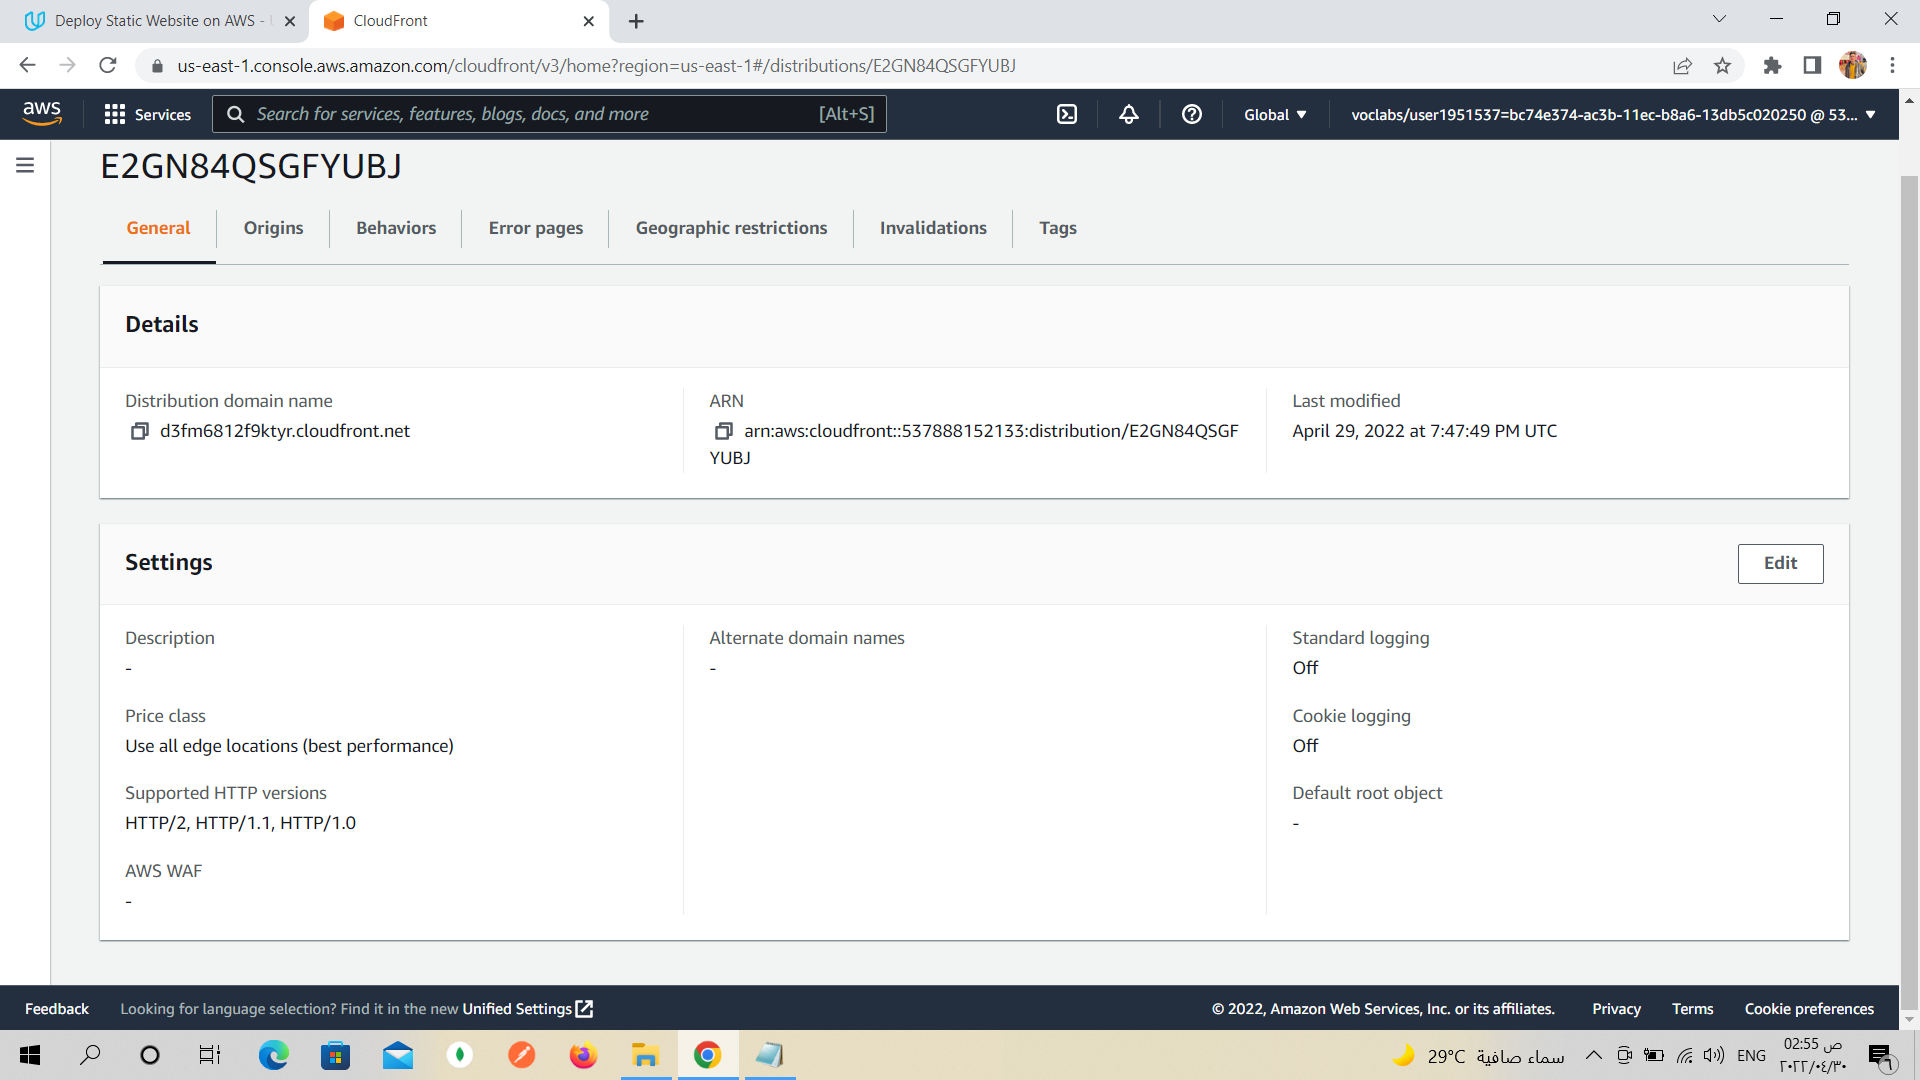 Deploy Static Website on AWS -
CloudFront
us-east-1.console.aws.amazon.com/cloudfront/v3/home?region=us-east-1#/distributions/E2GN84QSGFYUBJ
aws
Services
Search for services, features, blogs, docs, and more
[Alt+S]
Global
voclabs/user1951537=bc74e374-ac3b-11ec-b8a6-13db5c020250 @ 53...
E2GN84QSGFYUBJ
General
Origins
Behaviors
Error pages
Geographic restrictions
Invalidations
Tags
Details
Distribution domain name
d3fm6812f9ktyr.cloudfront.net
ARN
arn:aws:cloudfront::537888152133:distribution/E2GN84QSGF
YUBJ
Last modified
April 29, 2022 at 7:47:49 PM UTC
Settings
Edit
Description
-
Price class
Use all edge locations (best performance)
Supported HTTP versions
HTTP/2, HTTP/1.1, HTTP/1.0
AWS WAF
-
Alternate domain names
-
Standard logging
Off
Cookie logging
Off
Default root object
-
Feedback
Looking for language selection? Find it in the new Unified Settings
© 2022, Amazon Web Services, Inc. or its affiliates.
Privacy
Terms
Cookie preferences
29°C سماء صافية
ENG
02:55 ص
٢٠٢٢/٠٤/٣٠
٦